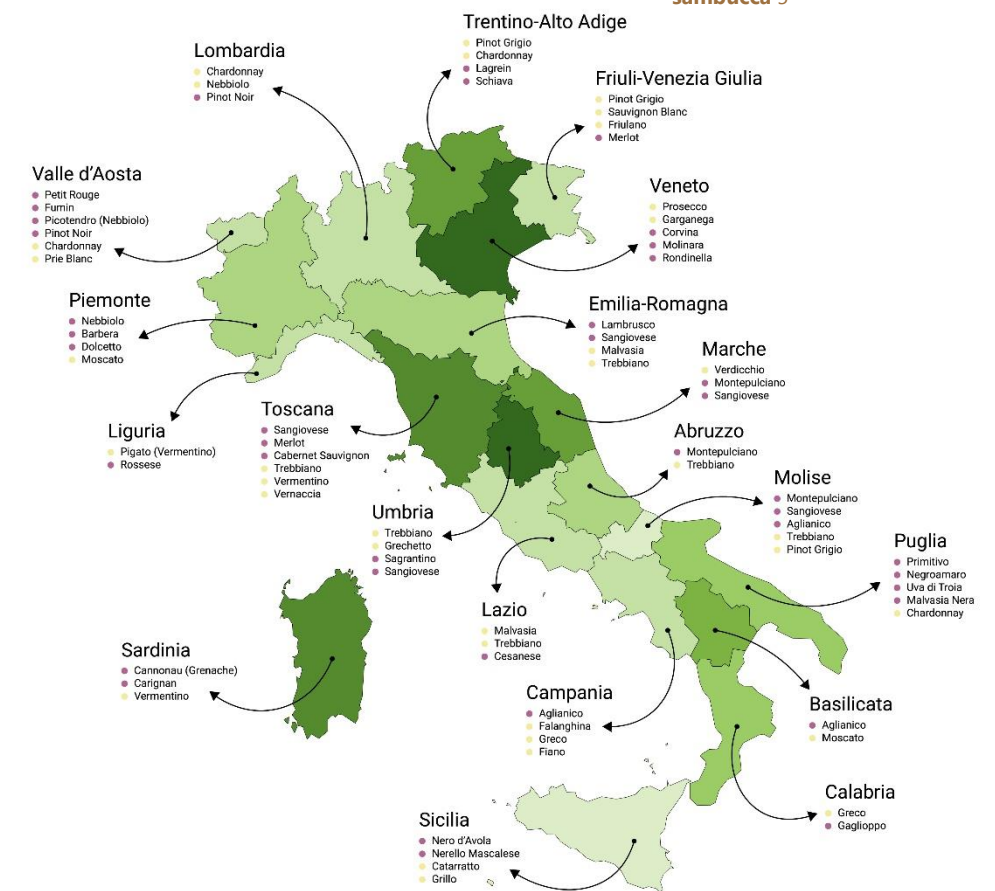 sambucca
Trentino-Alto Adige
Pinot Grigio
Chardonnay
Lagrein
Schiava
Lombardia
Chardonnay
Nebbiolo
Pinot Noir
Friuli-Venezia Giulia
Pinot Grigio
Sauvignon Blanc
Friulano
Merlot
Valle d'Aosta
Petit Rouge
Fumin
Picotendro (Nebbiolo)
Pinot Noir
Chardonnay
Prie Blanc
Veneto
Prosecco
Garganega
Corvina
Molinara
Rondinella
Piemonte
Nebbiolo
Barbera
Dolcetto
Moscato
Emilia-Romagna
Lambrusco
Sangiovese
Malvasia
Trebbiano
Marche
Verdicchio
Montepulciano
Sangiovese
Liguria
Pigato (Vermentino)
Rossese
Toscana
Sangiovese
Merlot
Cabernet Sauvignon
Trebbiano
Vermentino
Vernaccia
Abruzzo
Montepulciano
Trebbiano
Molise
Montepulciano
Sangiovese
Aglianico
Trebbiano
Pinot Grigio
Umbria
Trebbiano
Grechetto
Sagrantino
Sangiovese
Puglia
Primitivo
Negroamaro
Uva di Troia
Malvasia Nera
Chardonnay
Lazio
Malvasia
Trebbiano
Cesanese
Sardinia
Cannonau (Grenache)
Carignan
Vermentino
Campania
Aglianico
Falanghina
Greco
Fiano
Basilicata
Aglianico
Moscato
Calabria
Greco
Gaglioppo
Sicilia
Nero d'Avola
Nerello Mascalese
Catarratto
Grillo